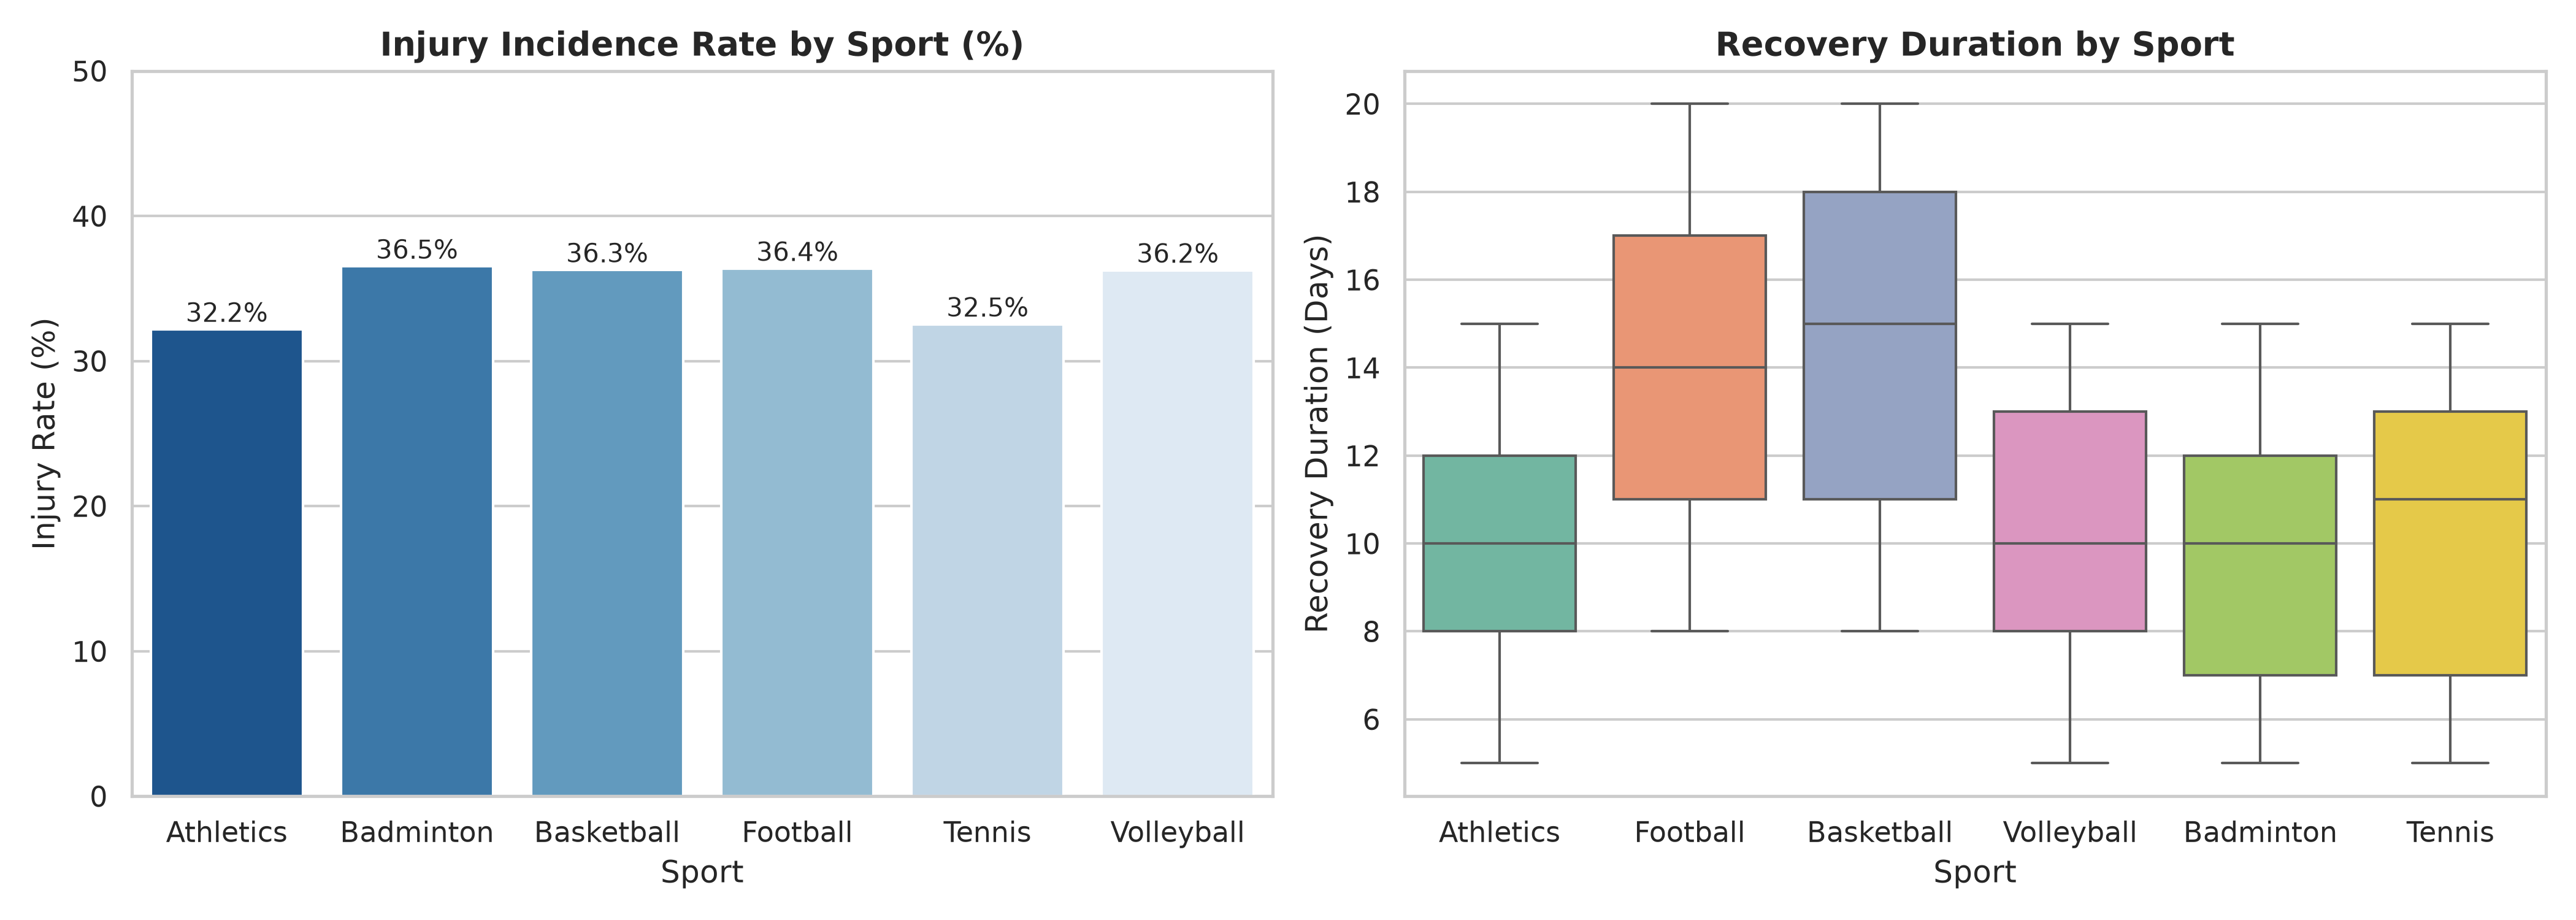 Injury Incidence Rate by Sport (%)
Injury Rate (%)
50
40
30
20
10
0
32.2%
36.5%
36.3%
36.4%
32.5%
36.2%
Athletics Badminton Basketball Football Tennis Volleyball
Sport
Recovery Duration by Sport
Recovery Duration (Days)
20
18
16
14
12
10
8
6
Athletics Football Basketball Volleyball Badminton Tennis
Sport